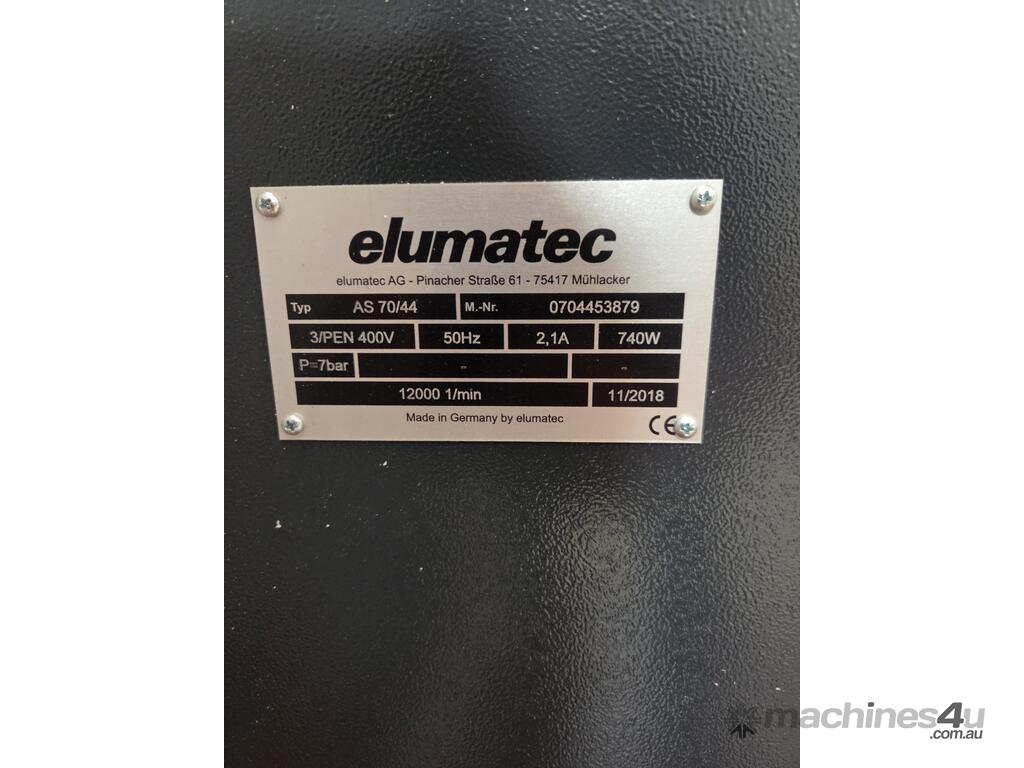 elumatec
elumatec AG - Pinacher Straße 61 - 75417 Mühlacker
Typ AS 70/44 M.-Nr. 0704453879
3/PEN 400V 50Hz 2,1A 740W
P=7bar - -
12000 1/min 11/2018
Made in Germany by elumatec CE
machines4u
.com.au